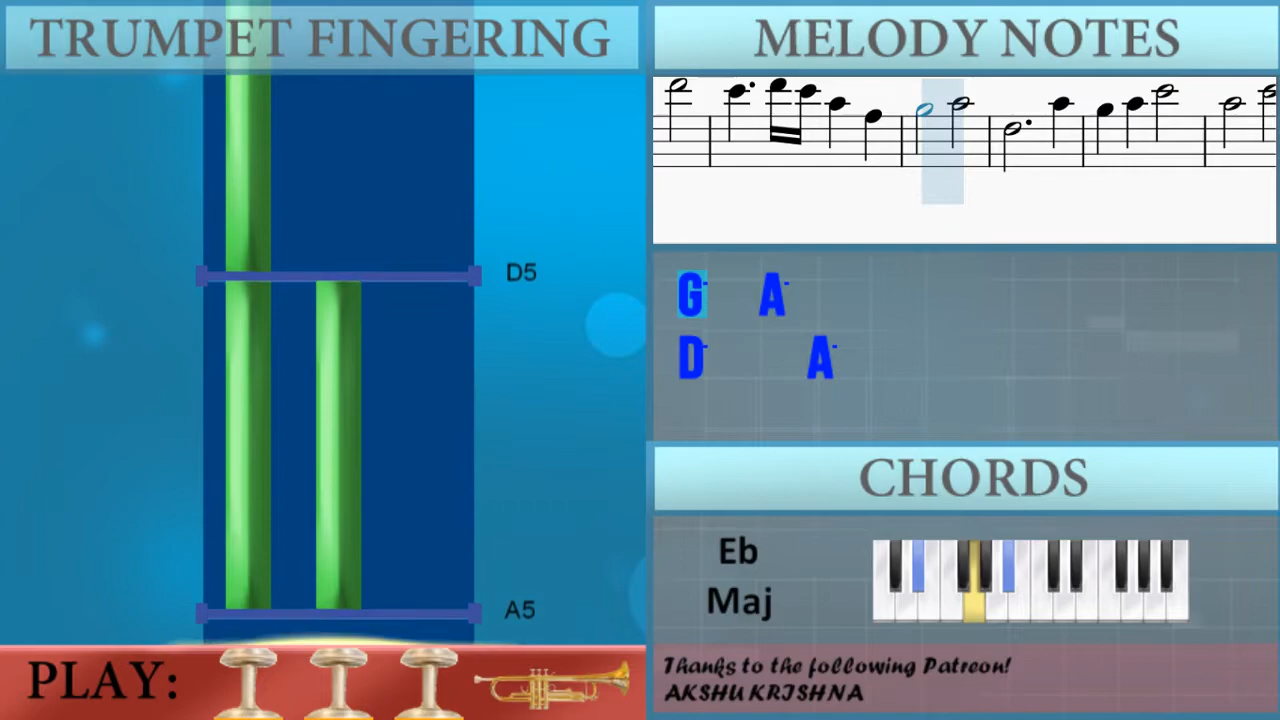 TRUMPET FINGERING
MELODY NOTES
D5
A5
G- A-
D- A-
CHORDS
Eb
Maj
Thanks to the following Patreon!
AKSHU KRISHNA
PLAY: